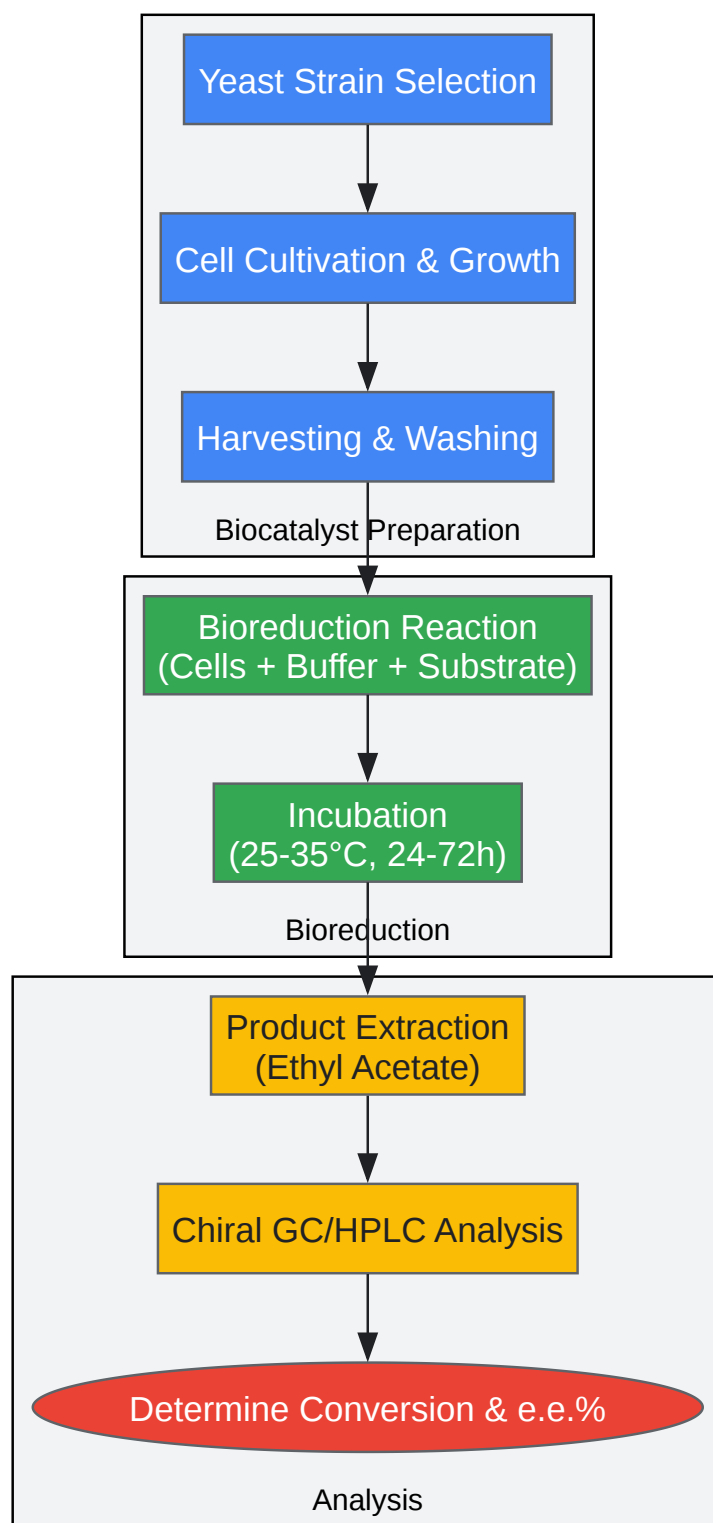 Yeast Strain Selection
Cell Cultivation & Growth
Harvesting & Washing
Biocatalyst Preparation
Bioreduction Reaction
(Cells + Buffer + Substrate)
Incubation
(25-35°C, 24-72h)
Bioreduction
Product Extraction
(Ethyl Acetate)
Chiral GC/HPLC Analysis
Determine Conversion & e.e.%
Analysis